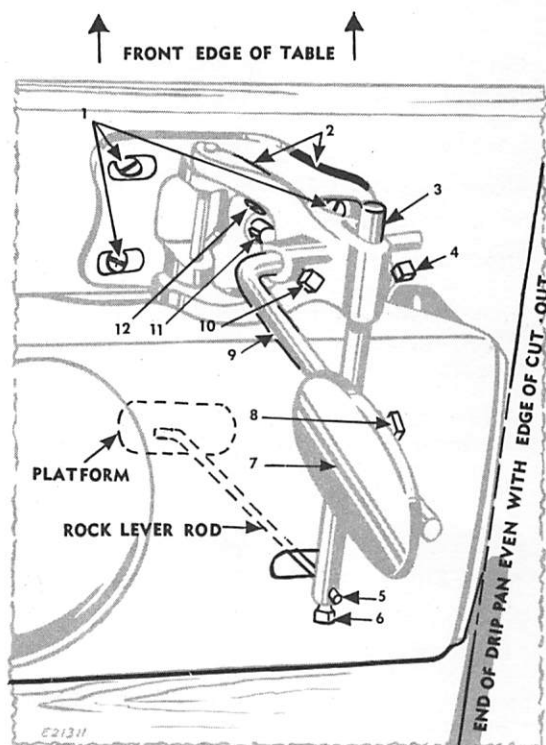 FRONT EDGE OF TABLE
1
2
3
4
12
11
10
9
8
PLATFORM
7
ROCK LEVER ROD
5
6
END OF DRIP PAN EVEN WITH EDGE OF CUT-OUT
E21311